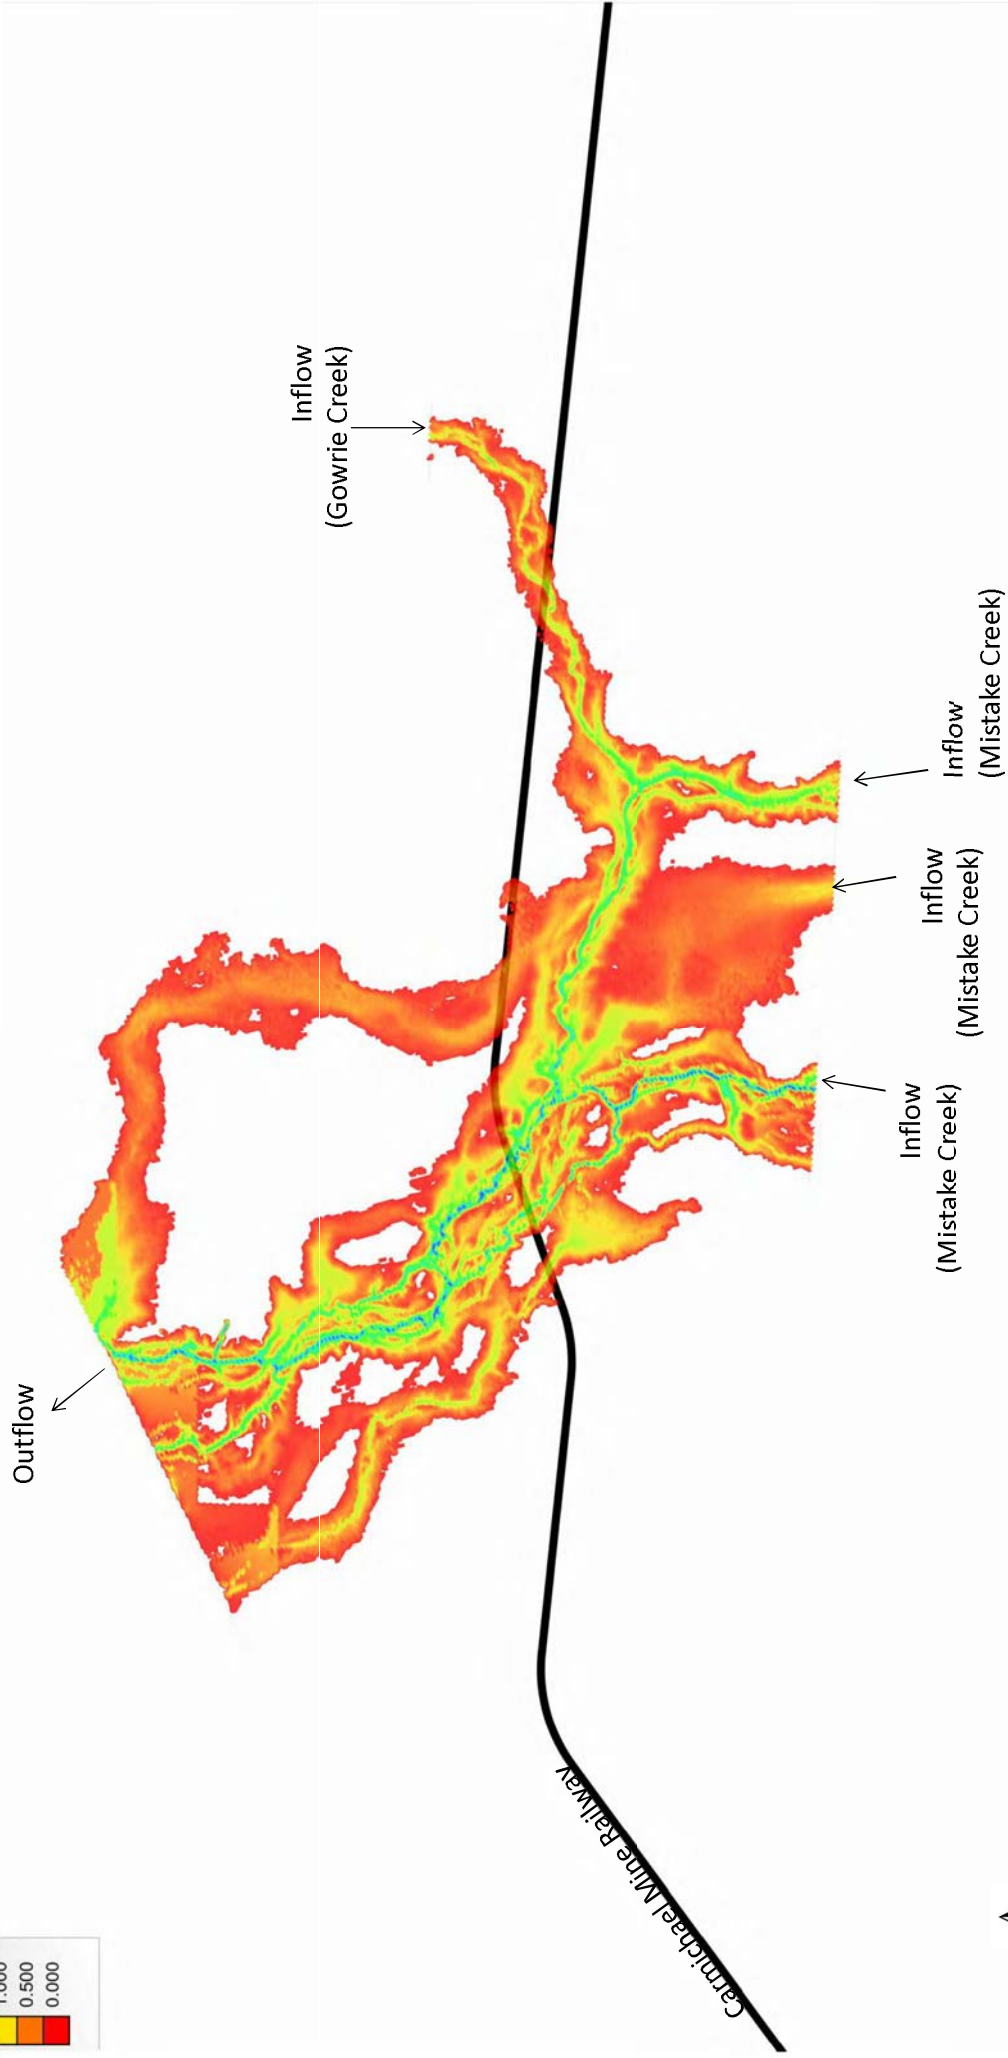 Outflow
Inflow
(Gowrie Creek)
Inflow
(Mistake Creek)
Inflow
(Mistake Creek)
Inflow
(Mistake Creek)
Carmichael Mine Railway
0.500
0.000